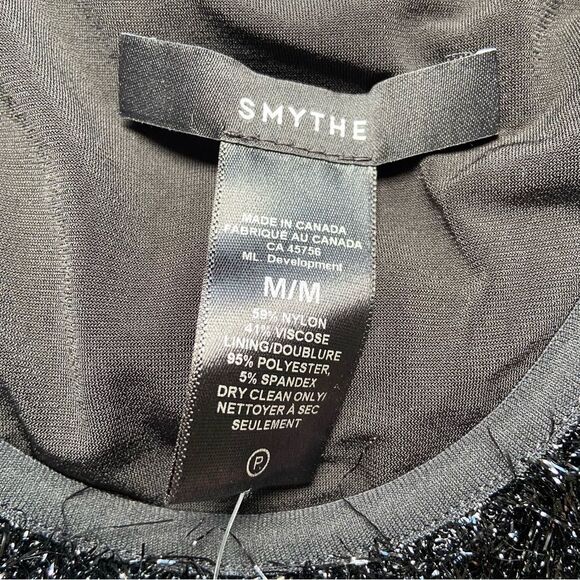 SMYTHE
MADE IN CANADA
FABRIQUE AU CANADA
CA 45756
ML Development
M/M
59% NYLON
41% VISCOSE
LINING/DOUBLURE
95% POLYESTER,
5% SPANDEX
DRY CLEAN ONLY/
NETTOYER À SEC
SEULEMENT
P